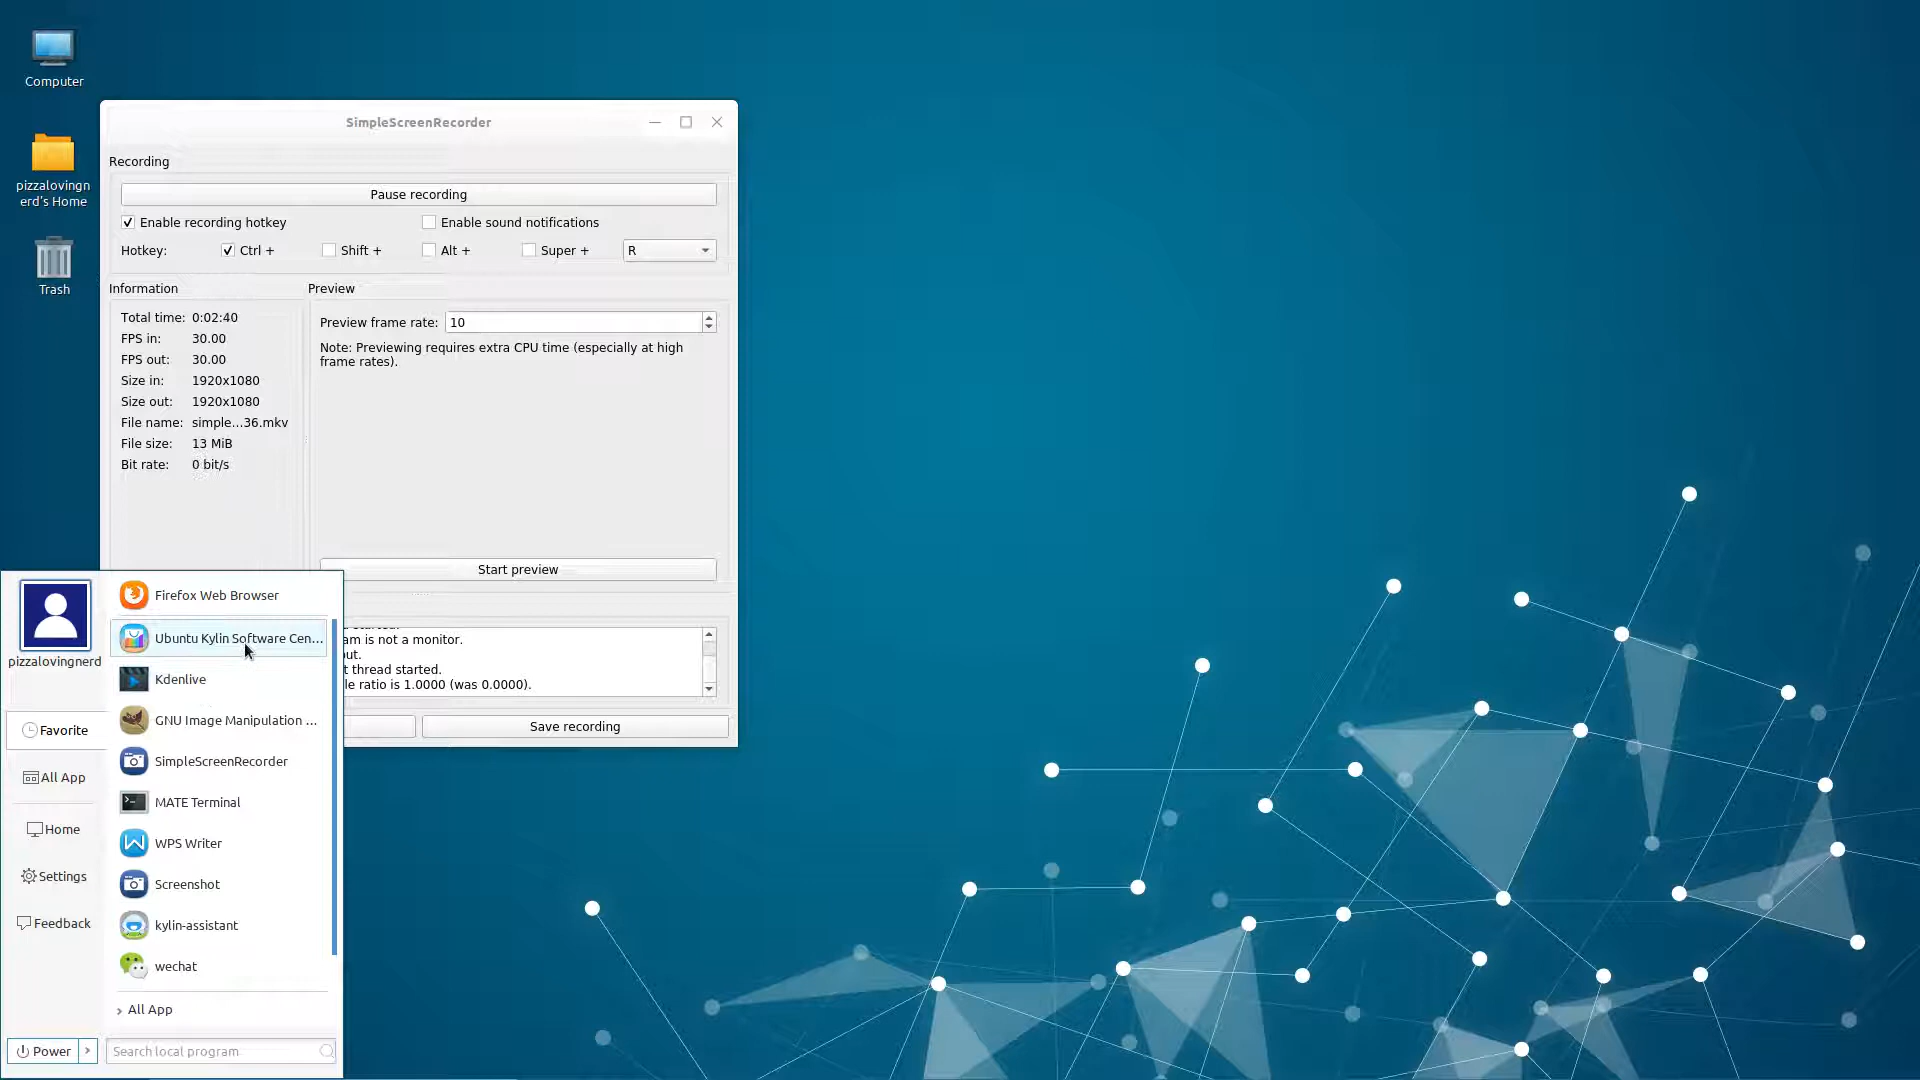 Computer
pizzalovingn
erd's Home
Trash
SimpleScreenRecorder
Recording
Pause recording
Enable recording hotkey
Enable sound notifications
Hotkey:
Ctrl +
Shift +
Alt +
Super +
R
Information
Preview
Total time: 0:02:40
FPS in: 30.00
FPS out: 30.00
Size in: 1920x1080
Size out: 1920x1080
File name: simple...36.mkv
File size: 13 MiB
Bit rate: 0 bit/s
Preview frame rate: 10
Note: Previewing requires extra CPU time (especially at high
frame rates).
Start preview
am is not a monitor.
out.
t thread started.
le ratio is 1.0000 (was 0.0000).
Save recording
pizzalovingnerd
Favorite
All App
Home
Settings
Feedback
Power
Firefox Web Browser
Ubuntu Kylin Software Cen...
Kdenlive
GNU Image Manipulation ...
SimpleScreenRecorder
MATE Terminal
WPS Writer
Screenshot
kylin-assistant
wechat
All App
Search local program